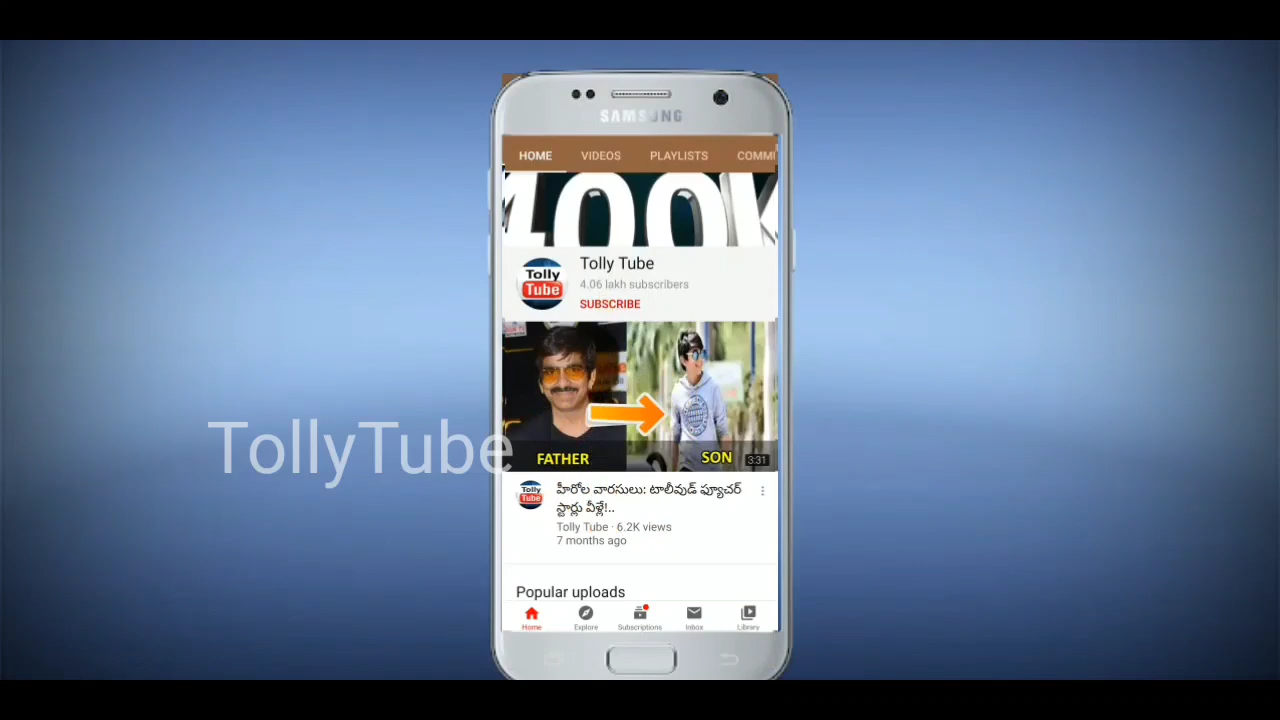 SAMSUNG
HOME VIDEOS PLAYLISTS COMMU
400K
Tolly Tube
Tolly Tube
4.06 lakh subscribers
SUBSCRIBE
TollyTube
FATHER
SON
3:31
Tolly Tube
హీరోల వారసులు: టాలీవుడ్ ఫ్యూచర్
స్టార్లు వీళ్లే!..
Tolly Tube · 6.2K views
7 months ago
Popular uploads
Home Explore Subscriptions Inbox Library